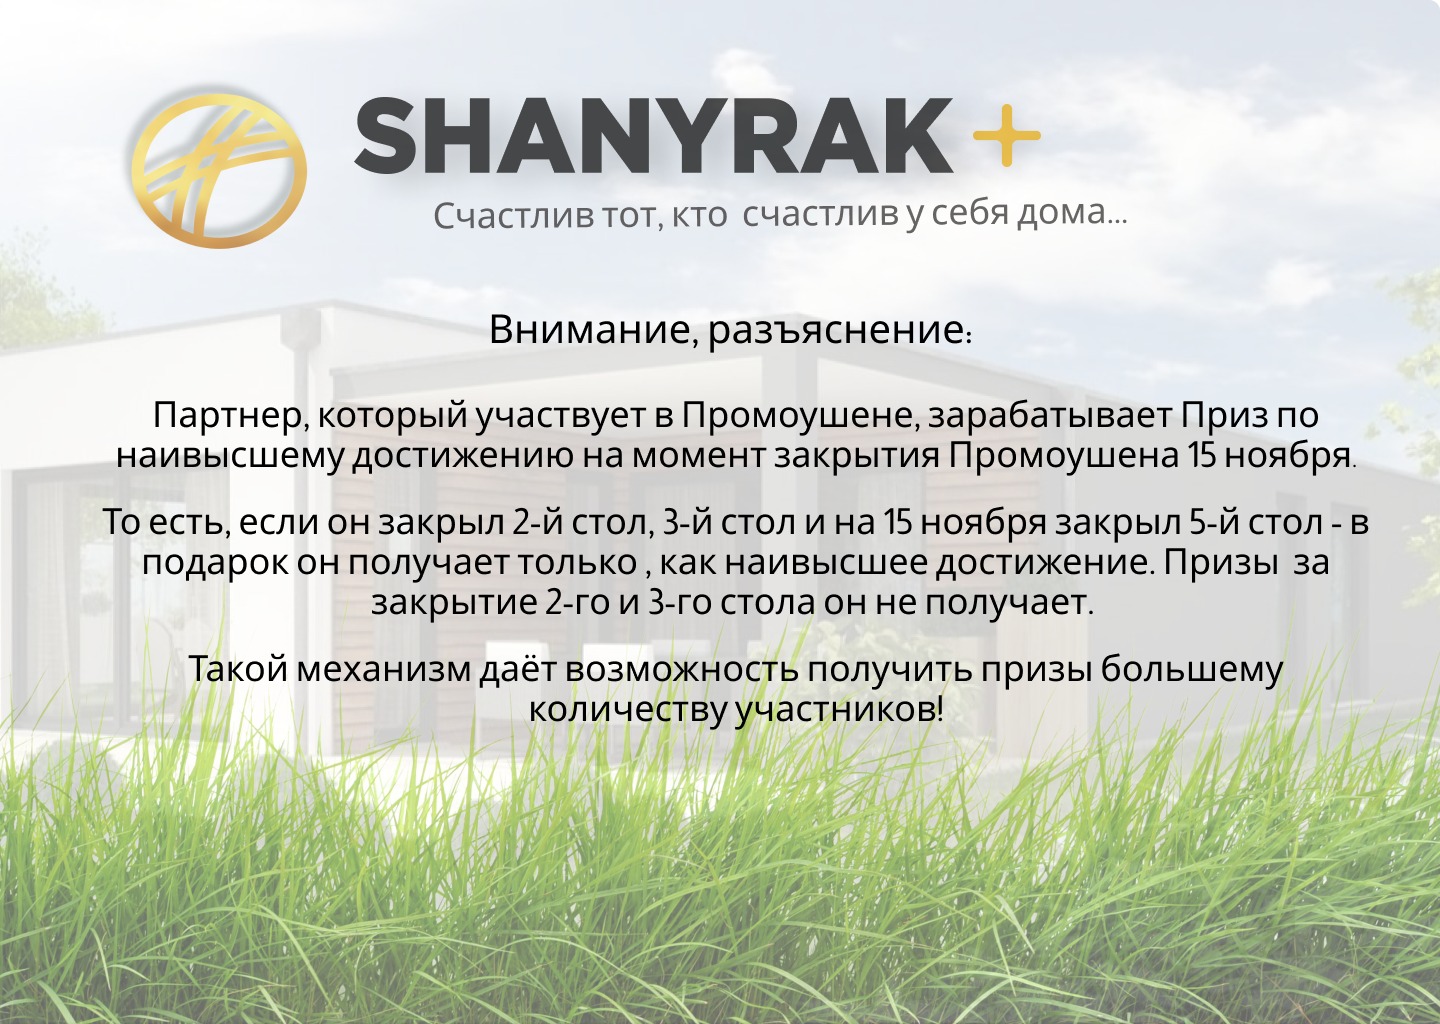 SHANYRAK +
Счастлив тот, кто счастлив у себя дома...
Внимание, разъяснение:
Партнер, который участвует в Промоушене, зарабатывает Приз по
наивысшему достижению на момент закрытия Промоушена 15 ноября.
То есть, если он закрыл 2-й стол, 3-й стол и на 15 ноября закрыл 5-й стол - в
подарок он получает только , как наивысшее достижение. Призы за
закрытие 2-го и 3-го стола он не получает.
Такой механизм даёт возможность получить призы большему
количеству участников!